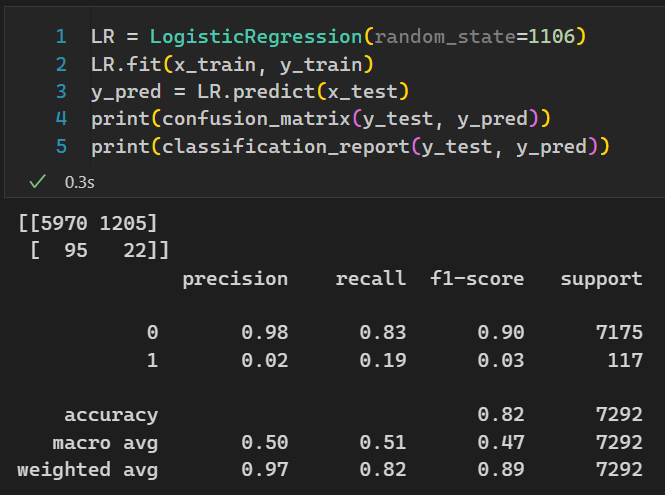 1 LR = LogisticRegression(random_state=1106)
2 LR.fit(x_train, y_train)
3 y_pred = LR.predict(x_test)
4 print(confusion_matrix(y_test, y_pred))
5 print(classification_report(y_test, y_pred))
0.3s
[[5970 1205]
 [  95   22]]
              precision    recall  f1-score   support
           0       0.98      0.83      0.90      7175
           1       0.02      0.19      0.03       117
    accuracy                           0.82      7292
   macro avg       0.50      0.51      0.47      7292
weighted avg       0.97      0.82      0.89      7292